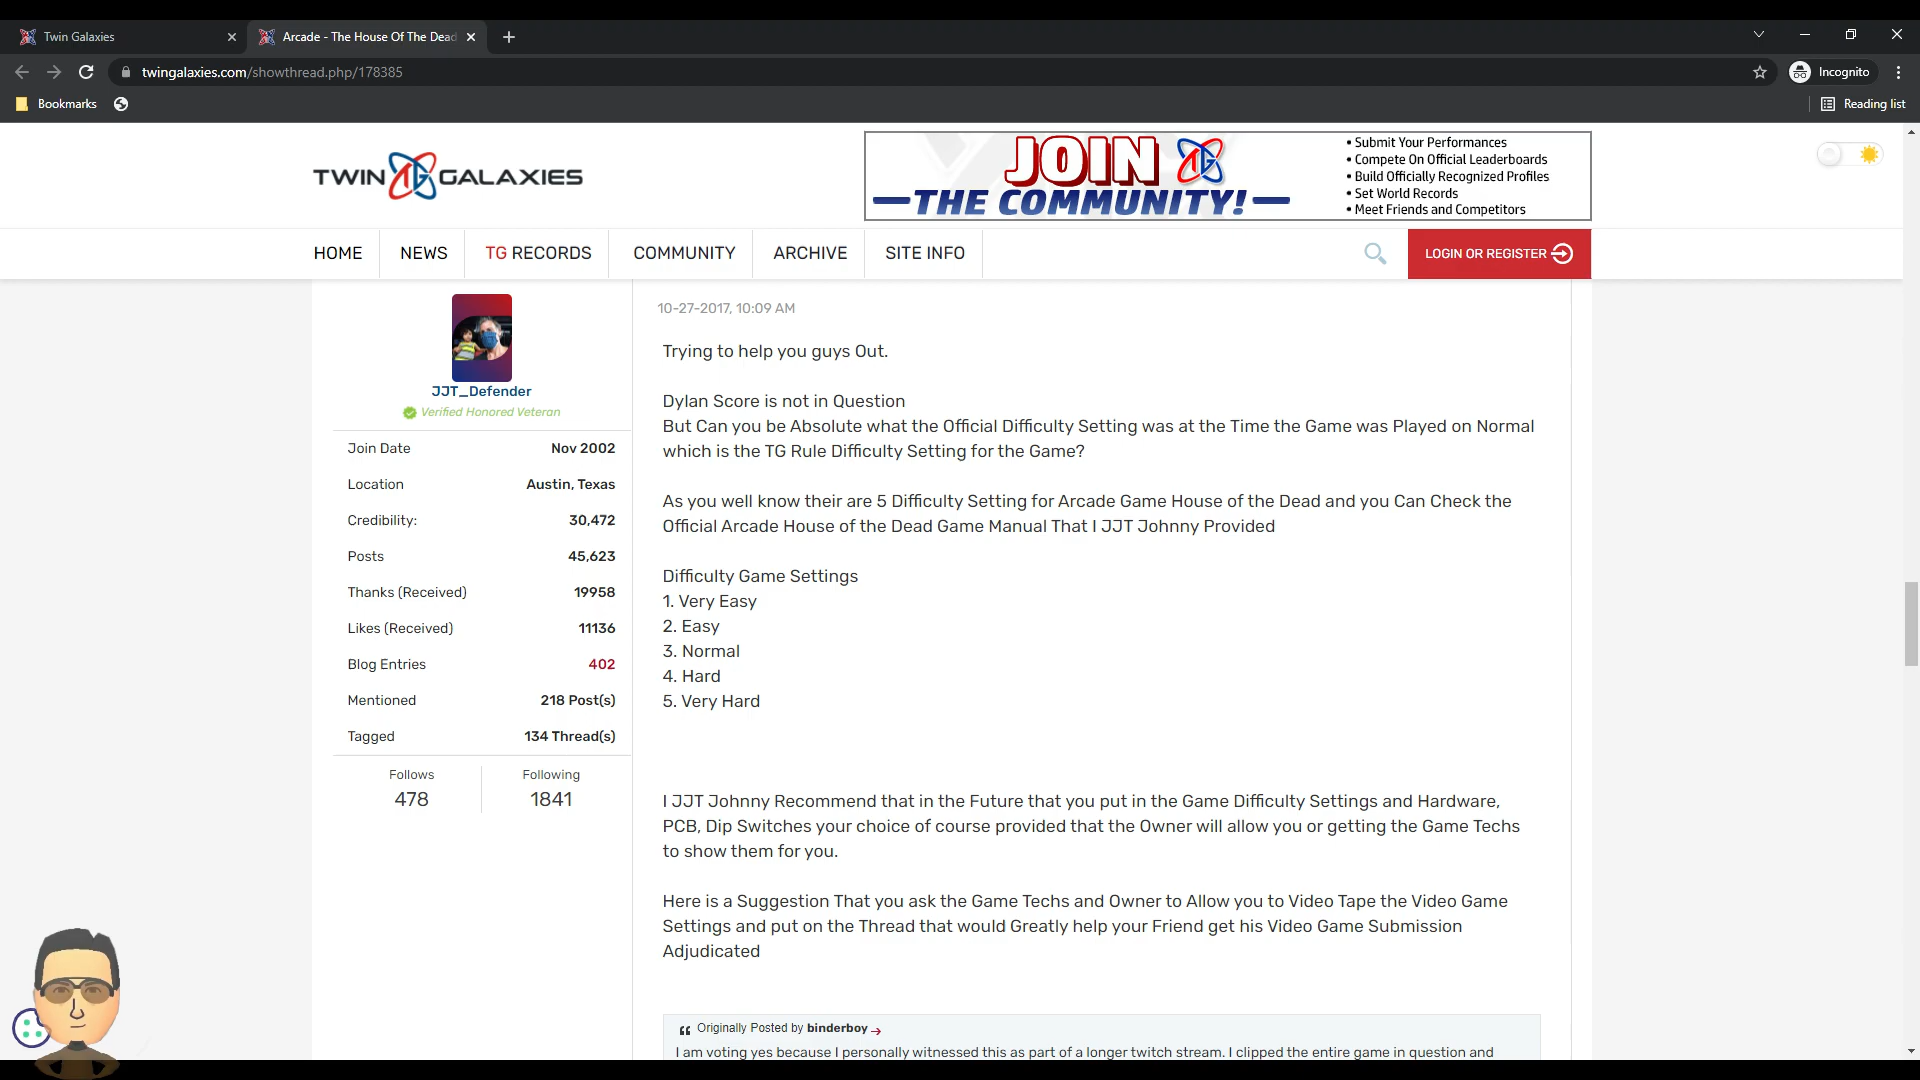 Twin Galaxies
Arcade - The House Of The Dead
twingalaxies.com/showthread.php/178385
Incognito
Bookmarks
Reading list
TWIN GALAXIES
JOIN
THE COMMUNITY!
• Submit Your Performances
• Compete On Official Leaderboards
• Build Officially Recognized Profiles
• Set World Records
• Meet Friends and Competitors
HOME
NEWS
TG RECORDS
COMMUNITY
ARCHIVE
SITE INFO
LOGIN OR REGISTER
JJT_Defender
Verified Honored Veteran
Join Date Nov 2002
Location Austin, Texas
Credibility: 30,472
Posts 45,623
Thanks (Received) 19958
Likes (Received) 11136
Blog Entries 402
Mentioned 218 Post(s)
Tagged 134 Thread(s)
Follows Following
478 1841
10-27-2017, 10:09 AM
Trying to help you guys Out.
Dylan Score is not in Question
But Can you be Absolute what the Official Difficulty Setting was at the Time the Game was Played on Normal
which is the TG Rule Difficulty Setting for the Game?
As you well know their are 5 Difficulty Setting for Arcade Game House of the Dead and you Can Check the
Official Arcade House of the Dead Game Manual That I JJT Johnny Provided
Difficulty Game Settings
1. Very Easy
2. Easy
3. Normal
4. Hard
5. Very Hard
I JJT Johnny Recommend that in the Future that you put in the Game Difficulty Settings and Hardware,
PCB, Dip Switches your choice of course provided that the Owner will allow you or getting the Game Techs
to show them for you.
Here is a Suggestion That you ask the Game Techs and Owner to Allow you to Video Tape the Video Game
Settings and put on the Thread that would Greatly help your Friend get his Video Game Submission
Adjudicated
Originally Posted by binderboy
I am voting yes because I personally witnessed this as part of a longer twitch stream. I clipped the entire game in question and